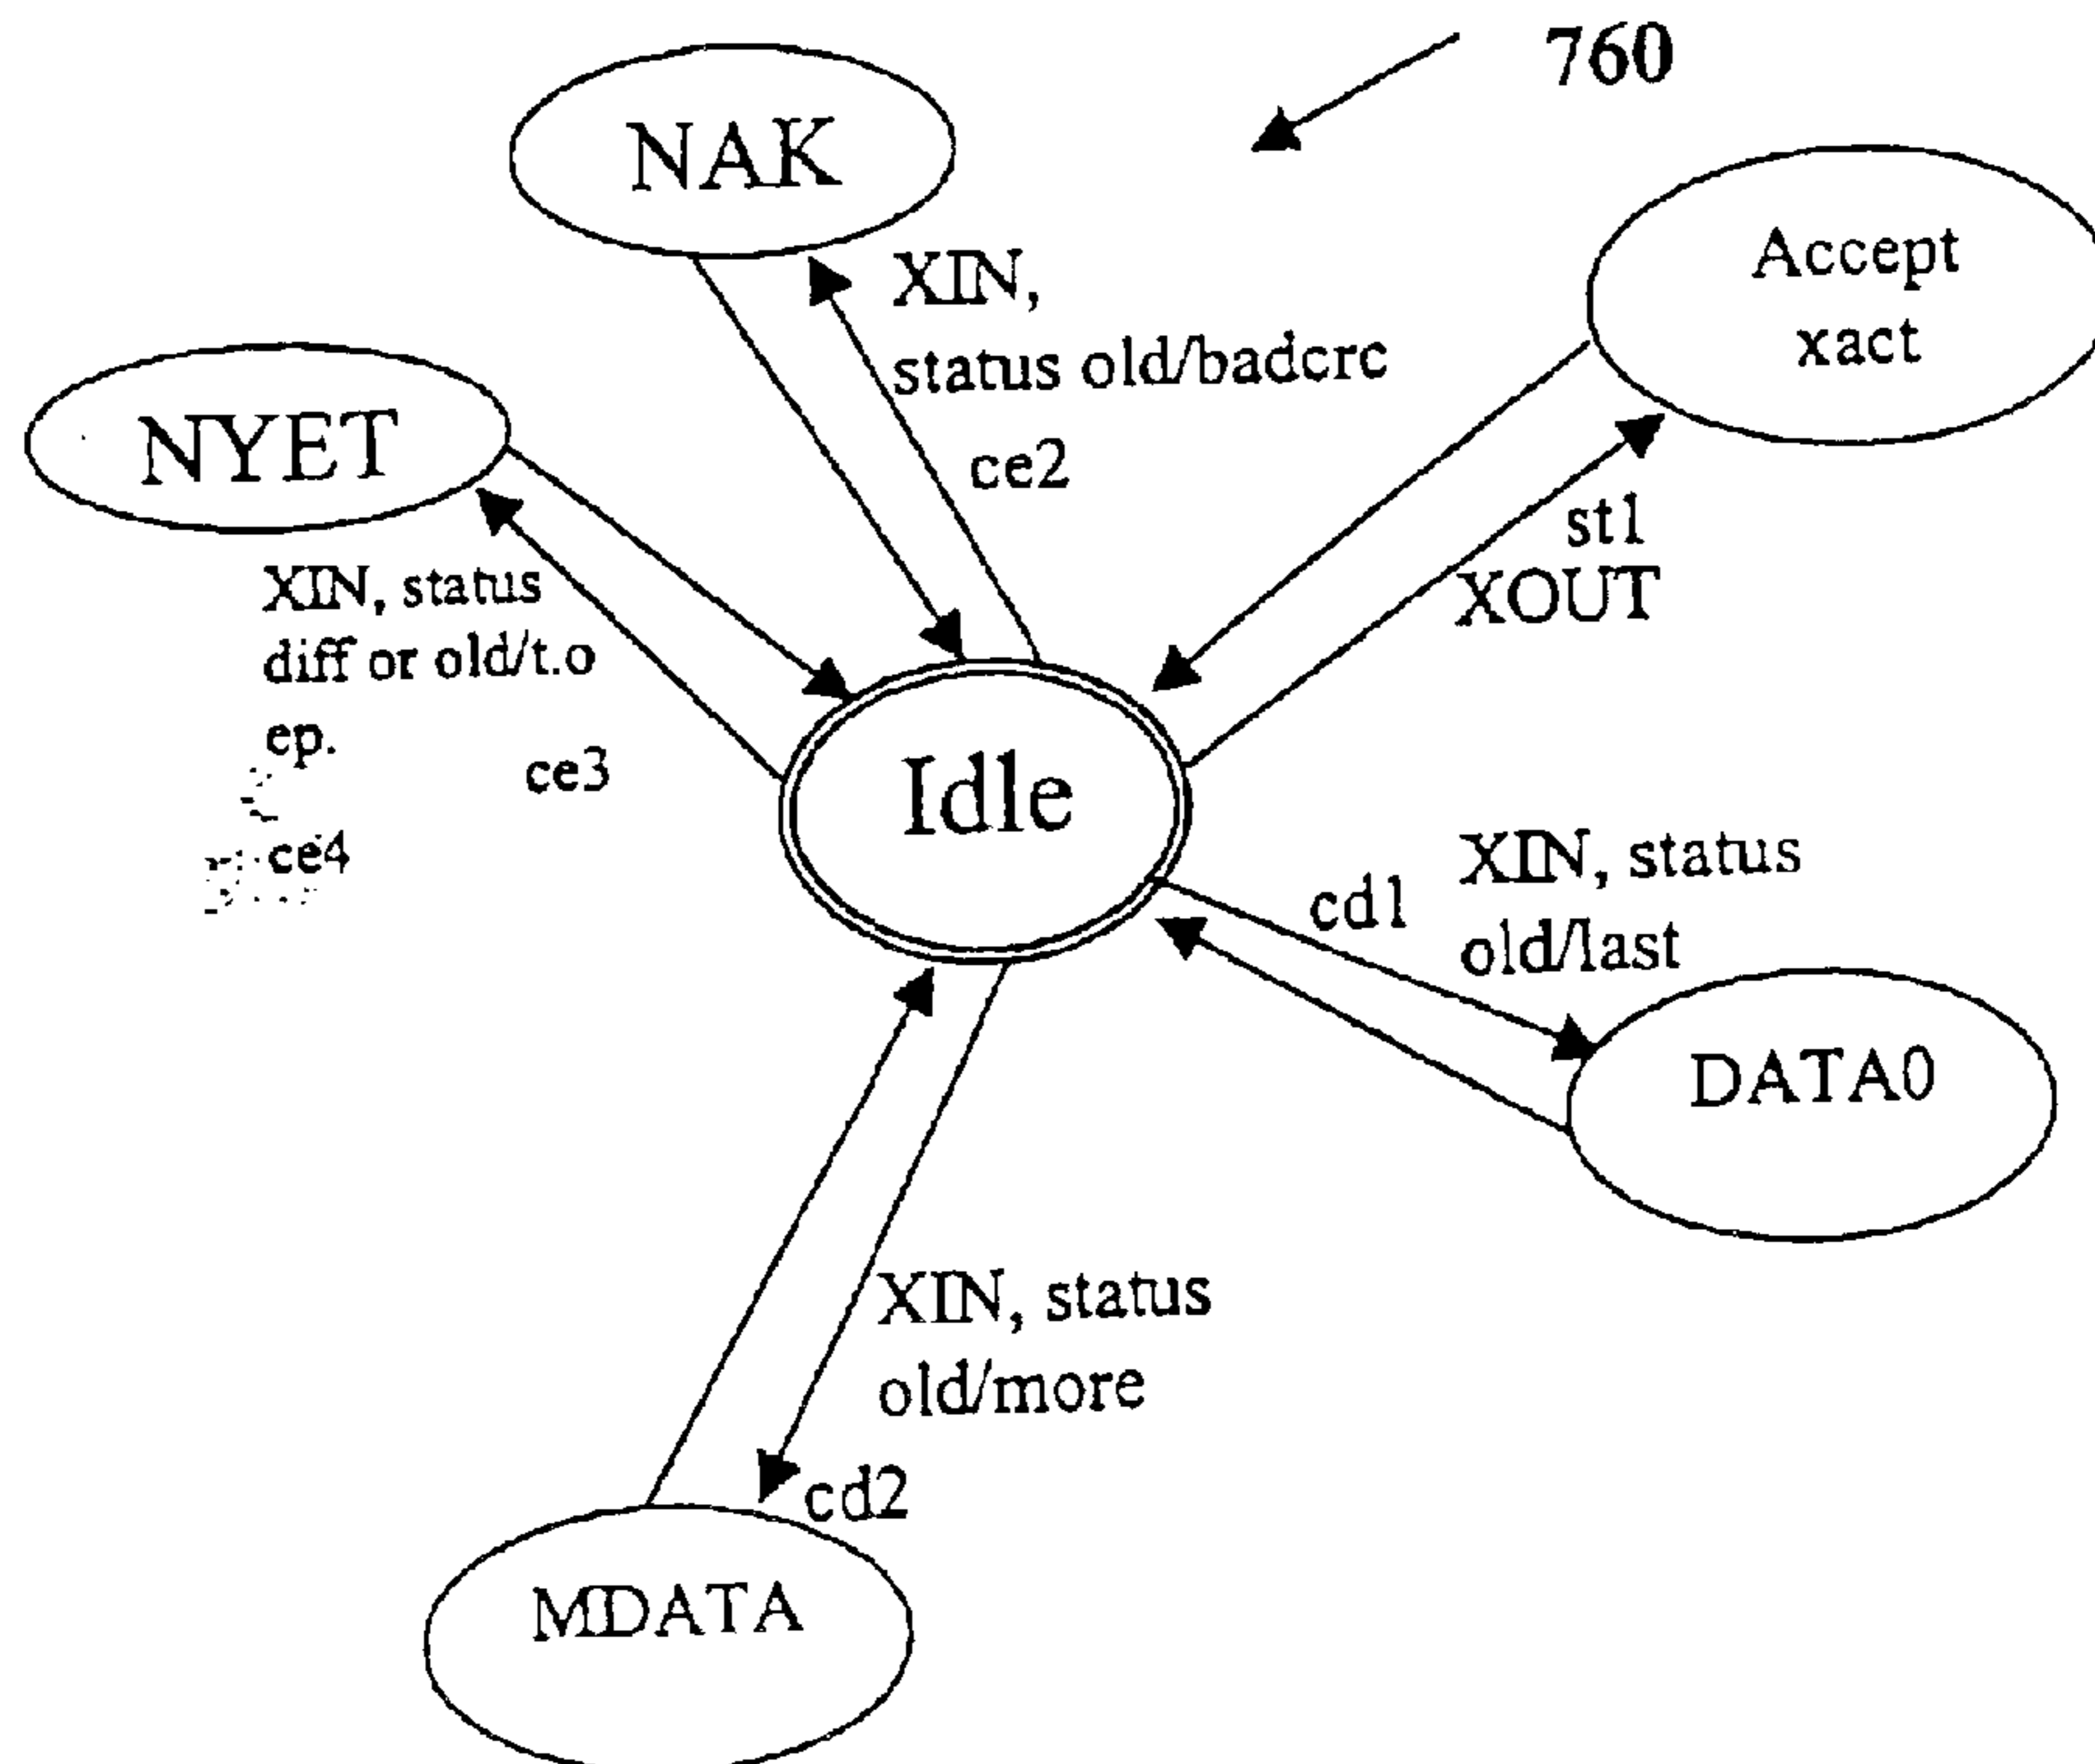 760
NAK
Accept
xact
XIN,
status old/badcrc
ce2
NYET
st1
XOUT
XIN, status
diff or old/t.o
ep.
ce3
ce4
Idle
XIN, status
old/last
cd1
DATA0
XIN, status
old/more
cd2
MDATA